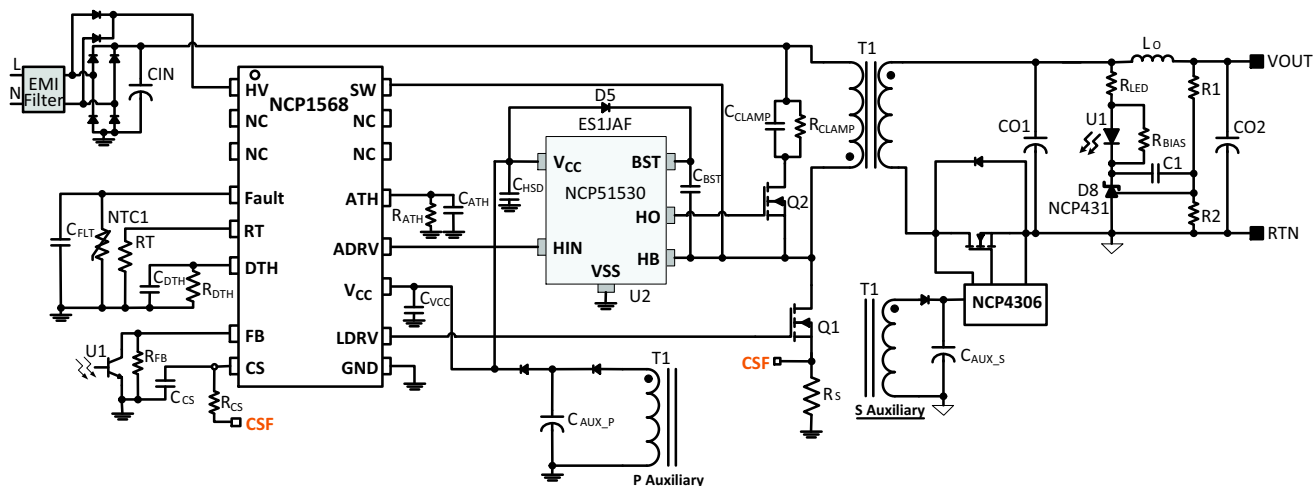 T1
L
EMI
Filter
N
CIN
LO
VOUT
HV
NCP1568
SW
NC
NC
NC
NC
Fault
ATH
RT
ADRV
DTH
VCC
FB
LDRV
CS
GND
D5
ES1JAF
VCC
BST
NCP51530
HO
HIN
HB
VSS
U2
CHSD
CBST
CCLAMP
RCLAMP
Q2
RATH
CATH
CFLT
NTC1
RT
CDTH
RDTH
CVCC
U1
RFB
CCS
RCS
CSF
CAUX_P
T1
P Auxiliary
Q1
CSF
RS
CO1
RLED
U1
RBIAS
C1
D8
NCP431
R1
R2
CO2
RTN
T1
NCP4306
CAUX_S
S Auxiliary